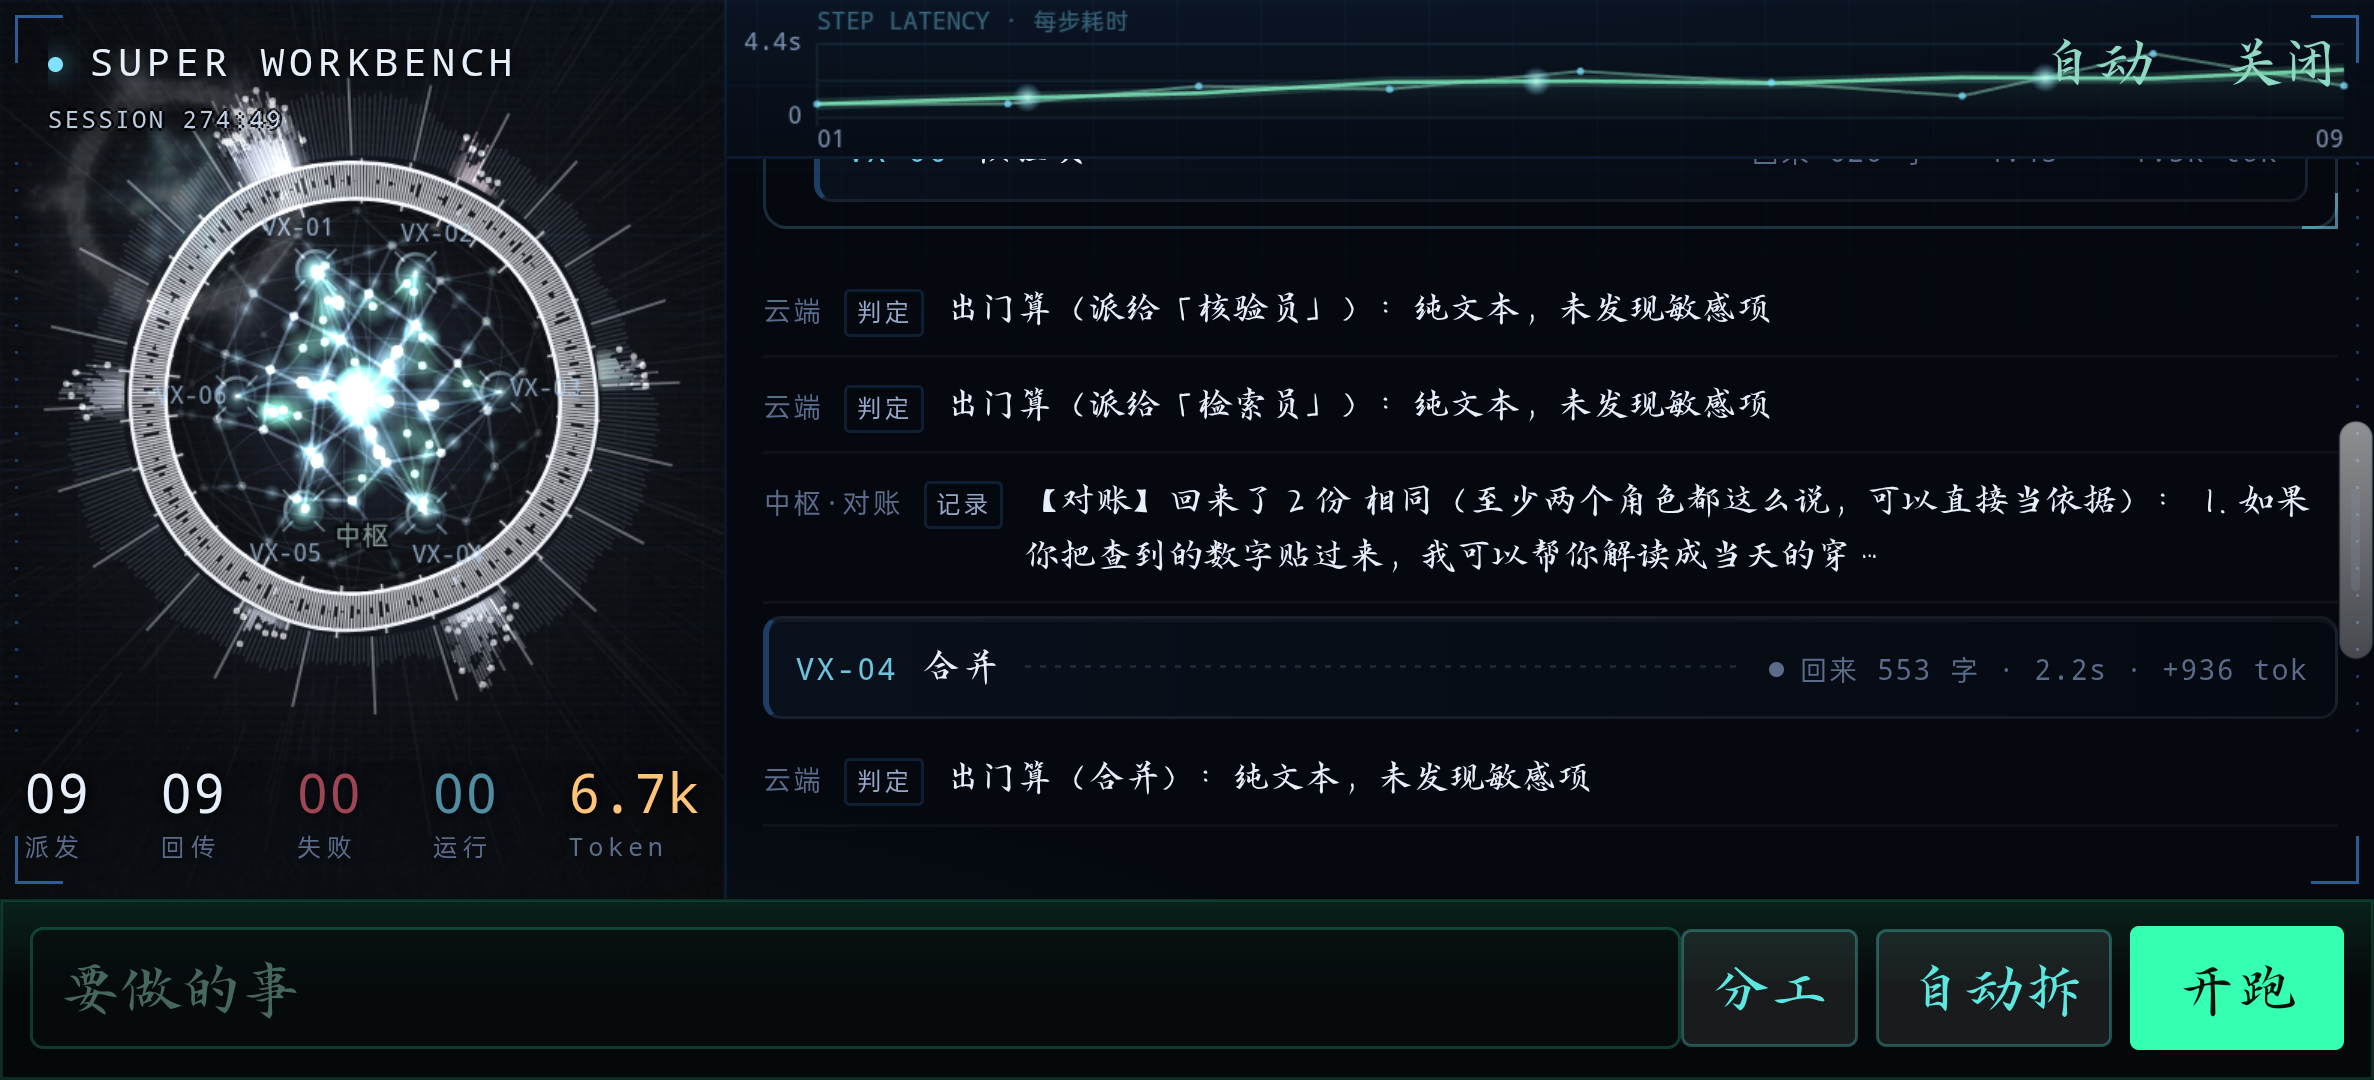 SUPER WORKBENCH
SESSION 274:49
VX-01
VX-02
VX-06
VX-05
中枢
09
派发
09
回传
00
失败
00
运行
6.7k
Token
STEP LATENCY · 每步耗时
4.4s
0
01
09
自动
关闭
云端 判定 出门算（派给「核验员」）：纯文本，未发现敏感项
云端 判定 出门算（派给「检索员」）：纯文本，未发现敏感项
中枢·对账 记录 【对账】回来了 2 份 相同（至少两个角色都这么说，可以直接当依据）： 1. 如果
你把查到的数字贴过来，我可以帮你解读成当天的穿 …
VX-04 合并 回来 553 字 · 2.2s · +936 tok
云端 判定 出门算（合并）：纯文本，未发现敏感项
要做的事
分工
自动拆
开跑